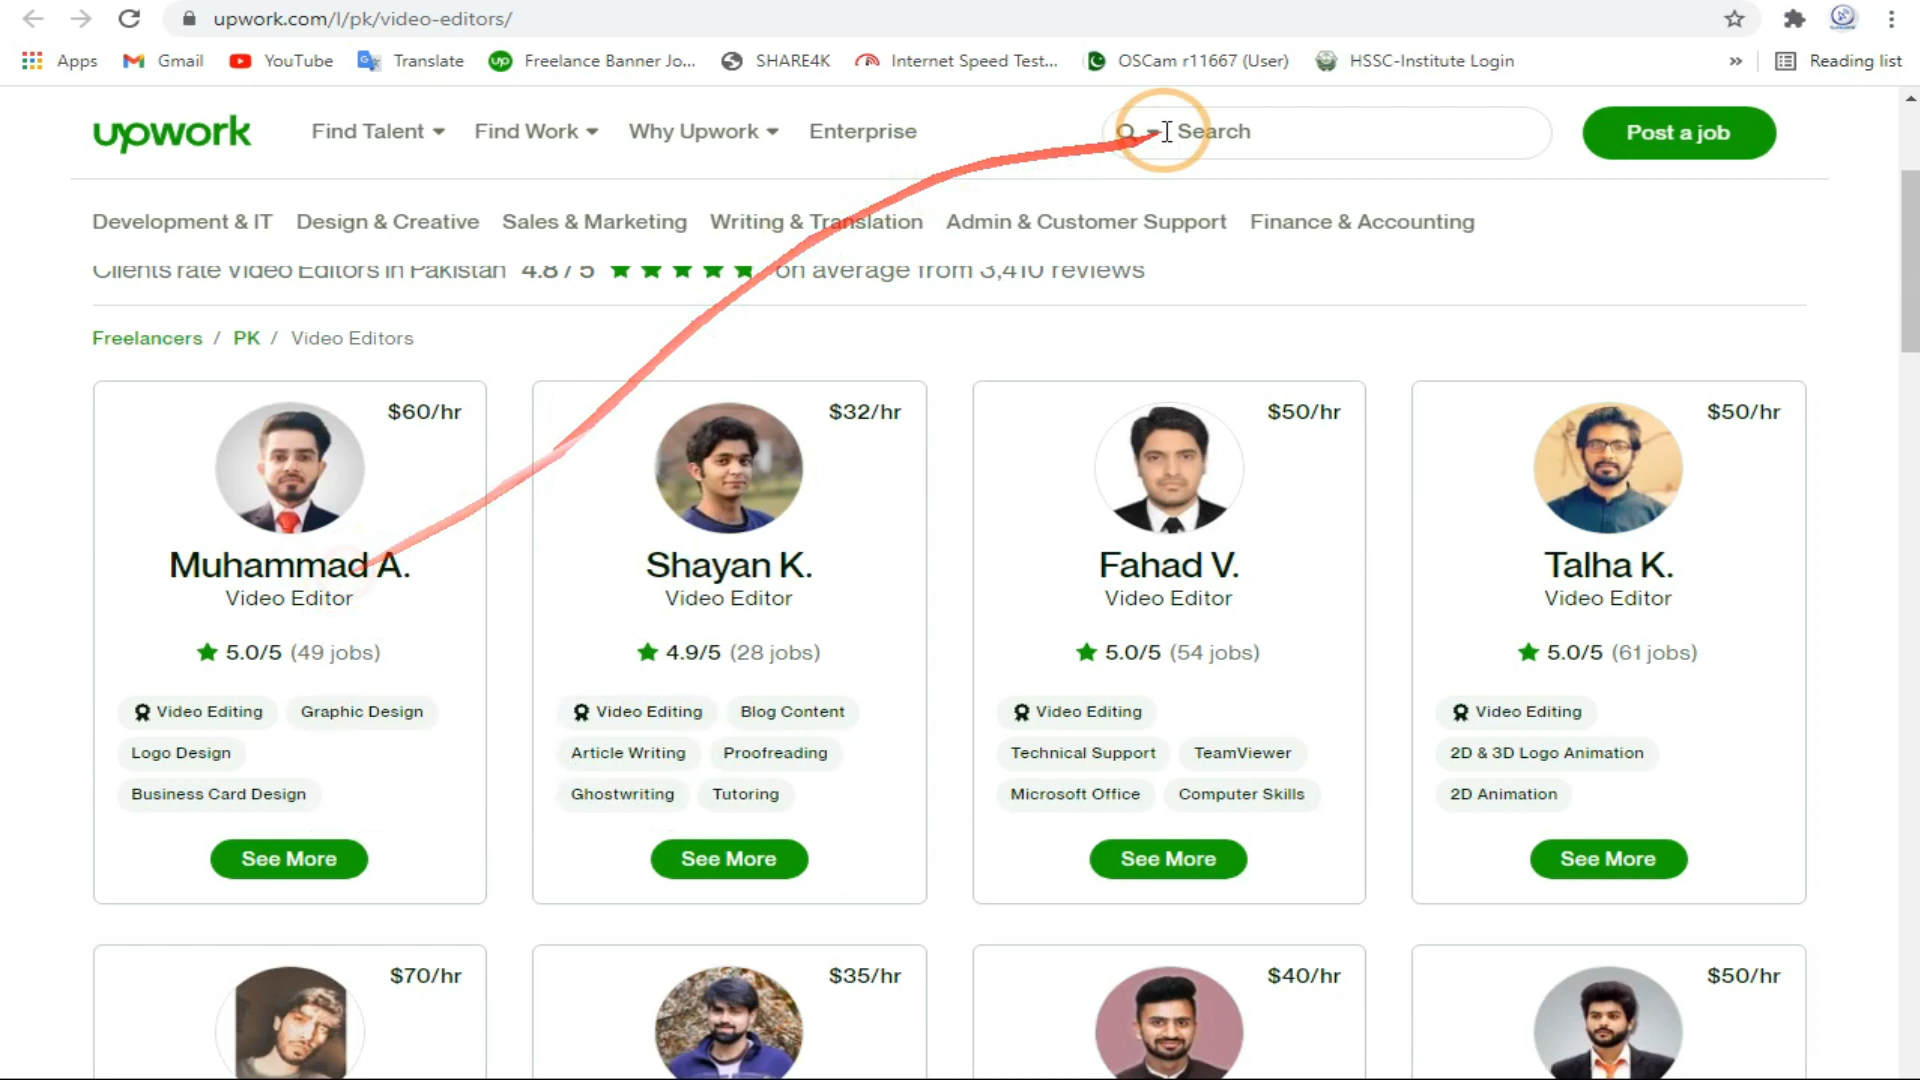 upwork.com/l/pk/video-editors/
Apps Gmail YouTube Translate up Freelance Banner Jo... SHARE4K Internet Speed Test... OSCam r11667 (User) HSSC-Institute Login » Reading list
upwork Find Talent Find Work Why Upwork Enterprise Search Post a job
Development & IT Design & Creative Sales & Marketing Writing & Translation Admin & Customer Support Finance & Accounting
Clients rate Video Editors in Pakistan 4.8 / 5 on average from 3,410 reviews
Freelancers / PK / Video Editors
$60/hr
Muhammad A.
Video Editor
5.0/5 (49 jobs)
Video Editing Graphic Design
Logo Design
Business Card Design
See More
$32/hr
Shayan K.
Video Editor
4.9/5 (28 jobs)
Video Editing Blog Content
Article Writing Proofreading
Ghostwriting Tutoring
See More
$50/hr
Fahad V.
Video Editor
5.0/5 (54 jobs)
Video Editing
Technical Support TeamViewer
Microsoft Office Computer Skills
See More
$50/hr
Talha K.
Video Editor
5.0/5 (61 jobs)
Video Editing
2D & 3D Logo Animation
2D Animation
See More
$70/hr
$35/hr
$40/hr
$50/hr